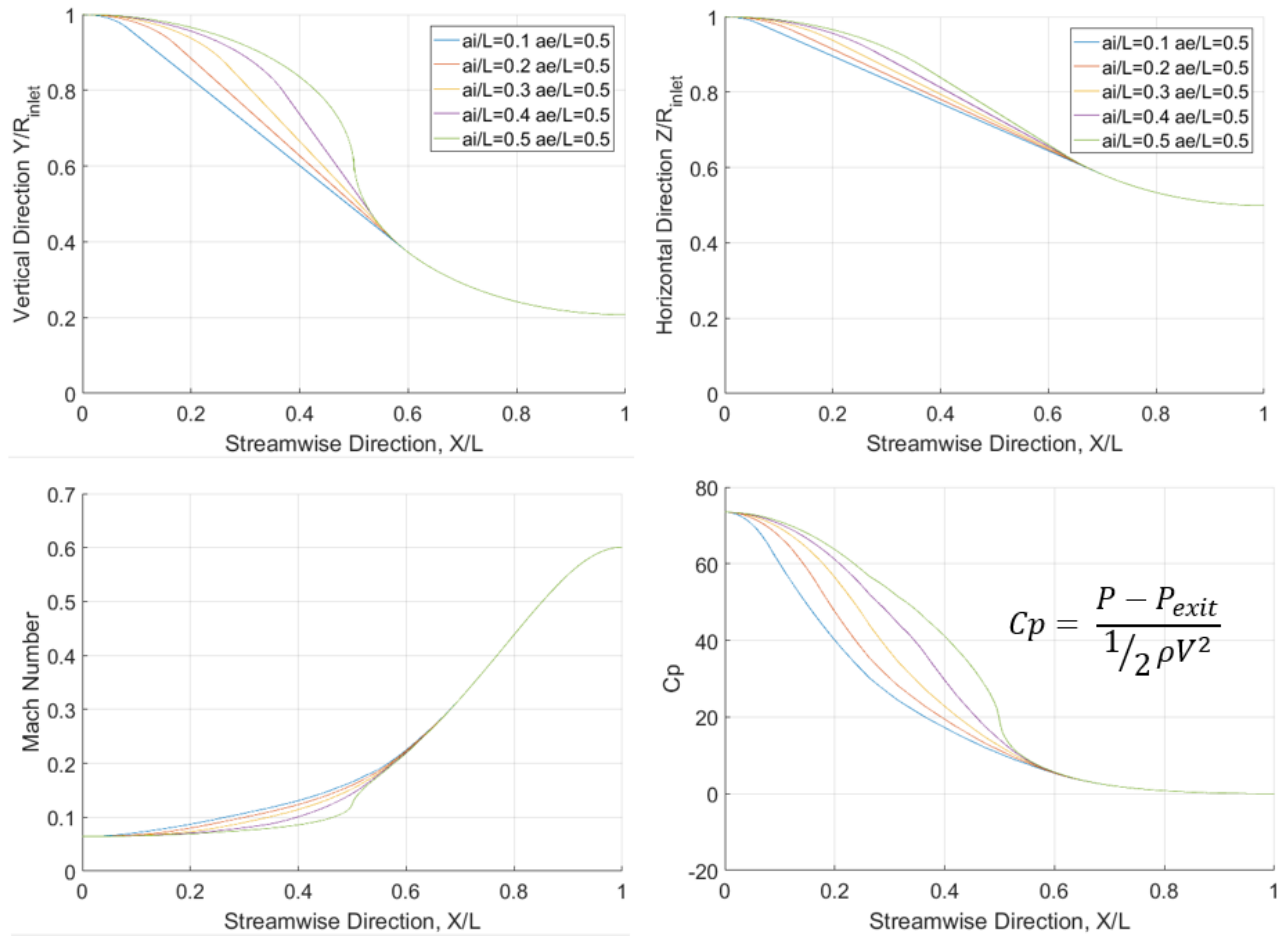 Vertical Direction Y/R_inlet
1
0.8
0.6
0.4
0.2
0
ai/L=0.1 ae/L=0.5
ai/L=0.2 ae/L=0.5
ai/L=0.3 ae/L=0.5
ai/L=0.4 ae/L=0.5
ai/L=0.5 ae/L=0.5
0 0.2 0.4 0.6 0.8 1
Streamwise Direction, X/L
Horizontal Direction Z/R_inlet
1
0.8
0.6
0.4
0.2
0
ai/L=0.1 ae/L=0.5
ai/L=0.2 ae/L=0.5
ai/L=0.3 ae/L=0.5
ai/L=0.4 ae/L=0.5
ai/L=0.5 ae/L=0.5
0 0.2 0.4 0.6 0.8 1
Streamwise Direction, X/L
Mach Number
0.7
0.6
0.5
0.4
0.3
0.2
0.1
0
0 0.2 0.4 0.6 0.8 1
Streamwise Direction, X/L
Cp
80
60
40
20
0
-20
Cp = (P − P_exit) / (1/2 ρV²)
0 0.2 0.4 0.6 0.8 1
Streamwise Direction, X/L